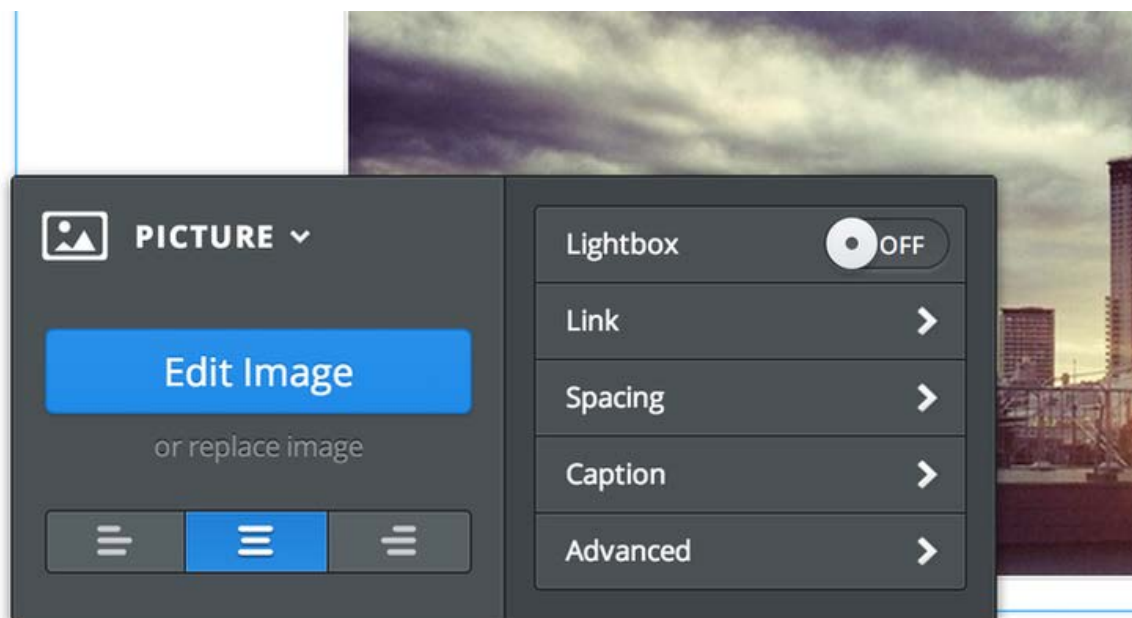 PICTURE
Edit Image
or replace image
Lightbox OFF
Link
Spacing
Caption
Advanced